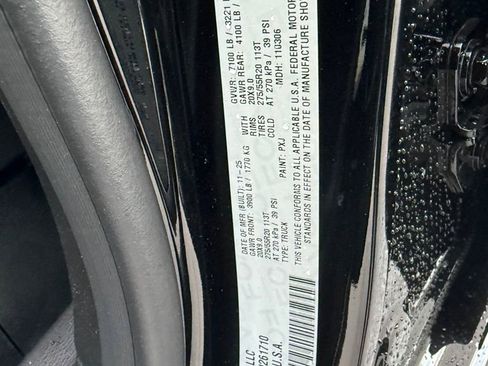 DATE OF MFR (BUILT): 11-25 GVWR: 7100 LB / 3221
GAWR FRONT: 3900 LB / 1770 KG WITH GAWR REAR: 4100 LB /
20X9.0 RIMS 20X9.0
275/55R20 113T TIRES 275/55R20 113T
AT 270 kPa / 39 PSI COLD AT 270 kPa / 39 PSI
TYPE: TRUCK PAINT: PXJ MDH: 110306
THIS VEHICLE CONFORMS TO ALL APPLICABLE U.S.A. FEDERAL MOTOR
STANDARDS IN EFFECT ON THE DATE OF MANUFACTURE SHO
LLC
261710
U.S.A.